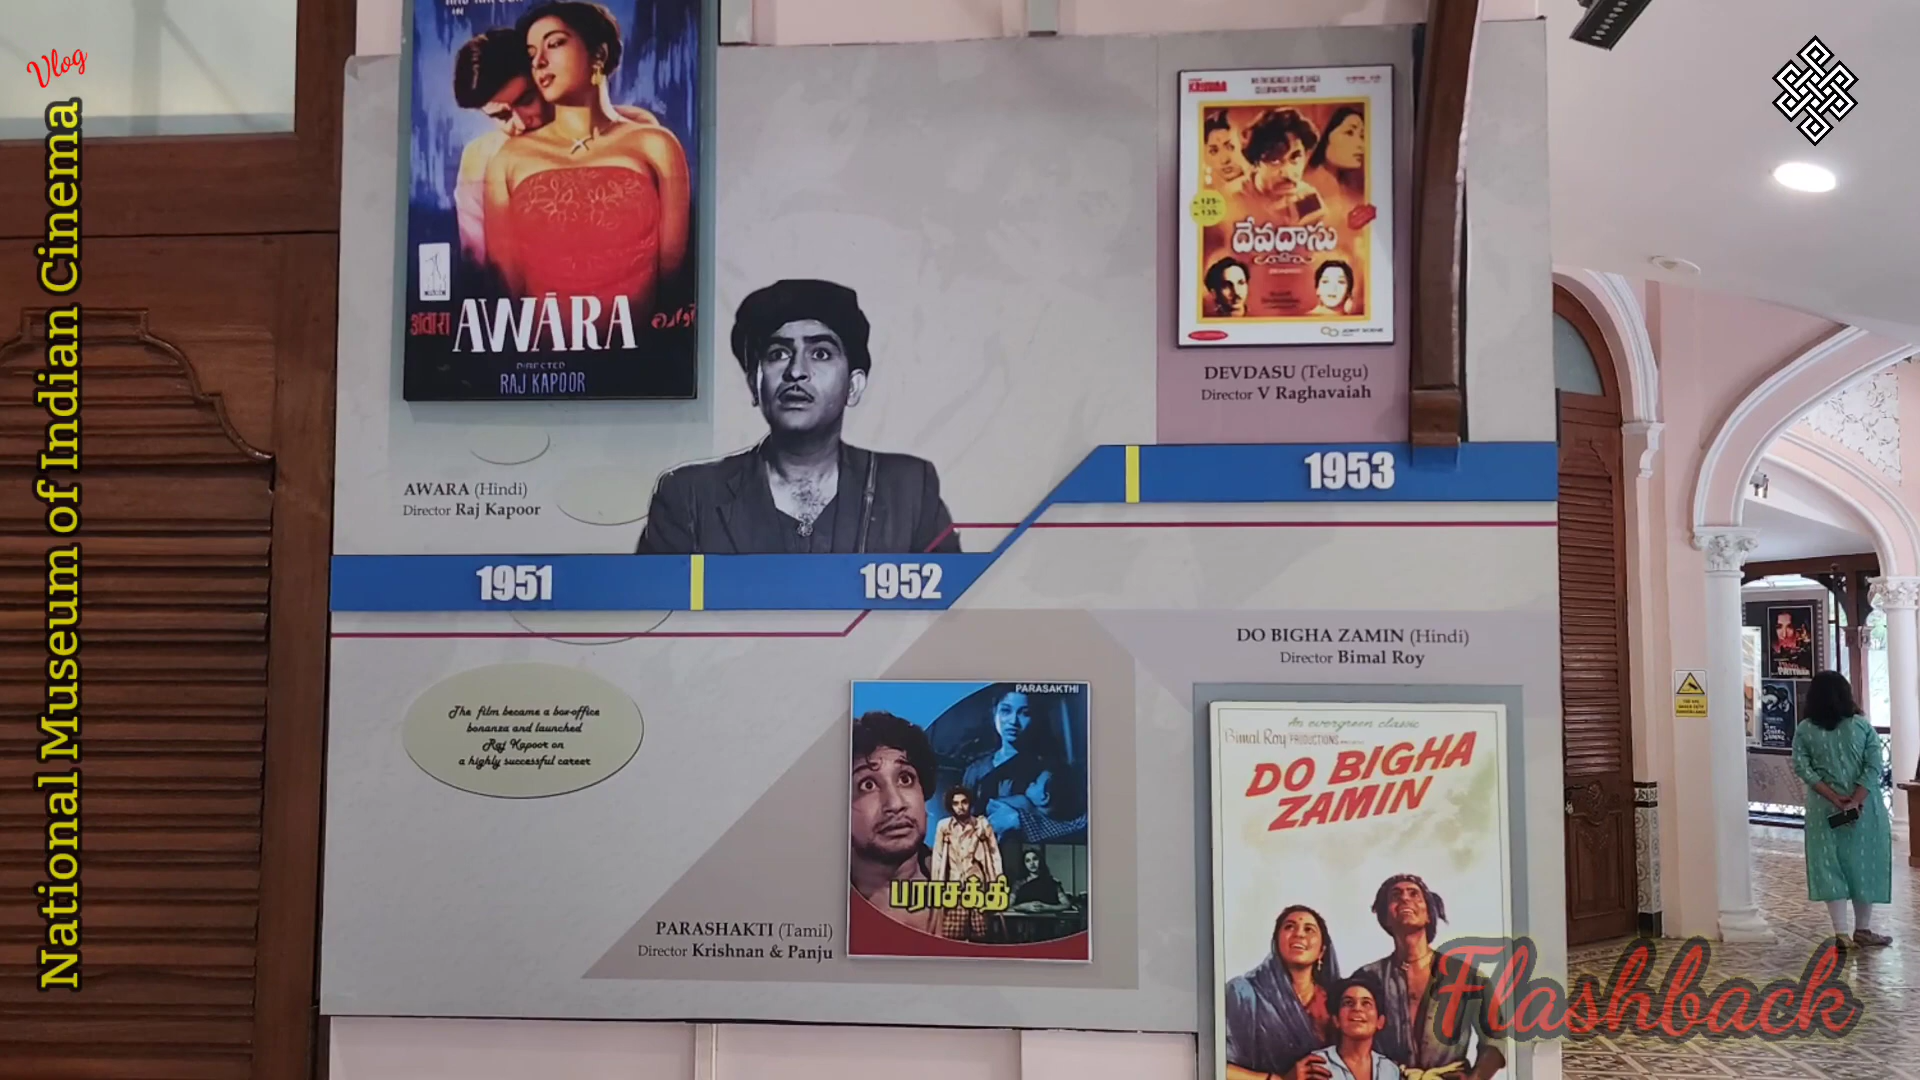 Vlog
National Museum of Indian Cinema
IN
आवारा
AWARA
DIRECTED
RAJ KAPOOR
AWARA (Hindi)
Director Raj Kapoor
దేవదాసు
DEVDASU (Telugu)
Director V Raghavaiah
1951
1952
1953
The film became a box-office
bonanza and launched
Raj Kapoor on
a highly successful career
PARASAKTHI
பராசக்தி
PARASHAKTI (Tamil)
Director Krishnan & Panju
DO BIGHA ZAMIN (Hindi)
Director Bimal Roy
An evergreen classic
Bimal Roy PRODUCTIONS
DO BIGHA
ZAMIN
Flashback